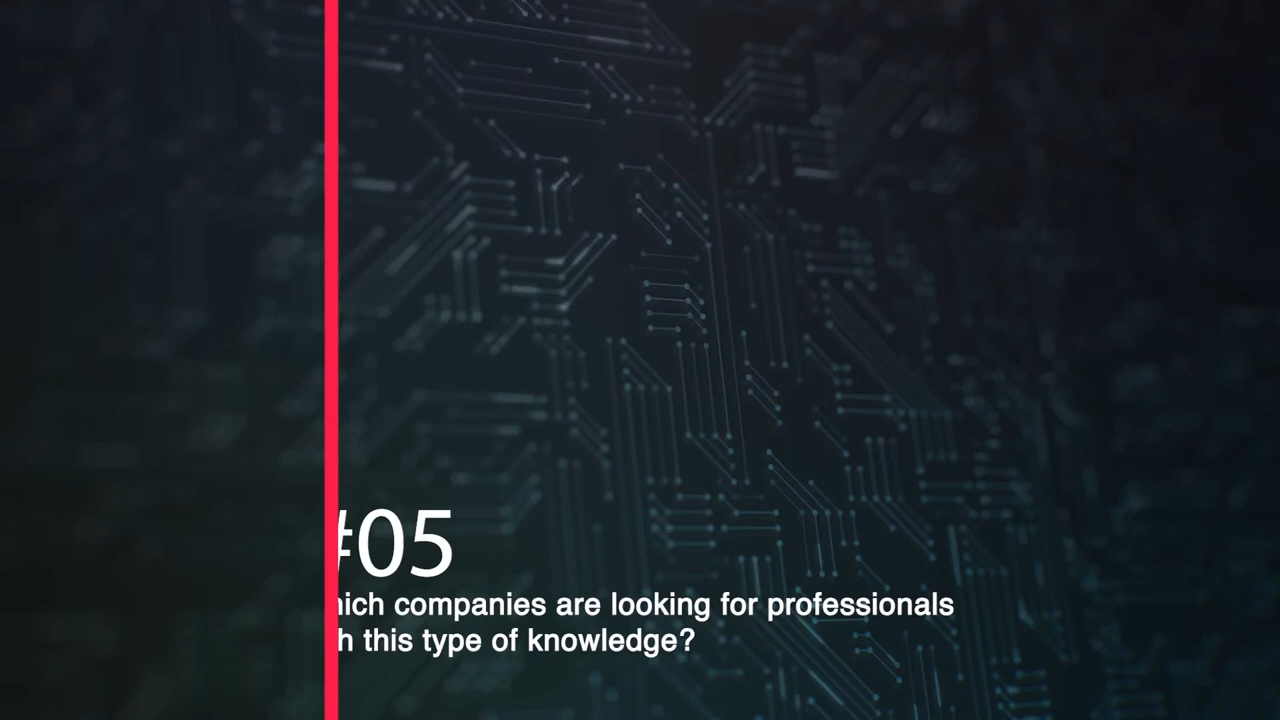 #05
hich companies are looking for professionals
h this type of knowledge?